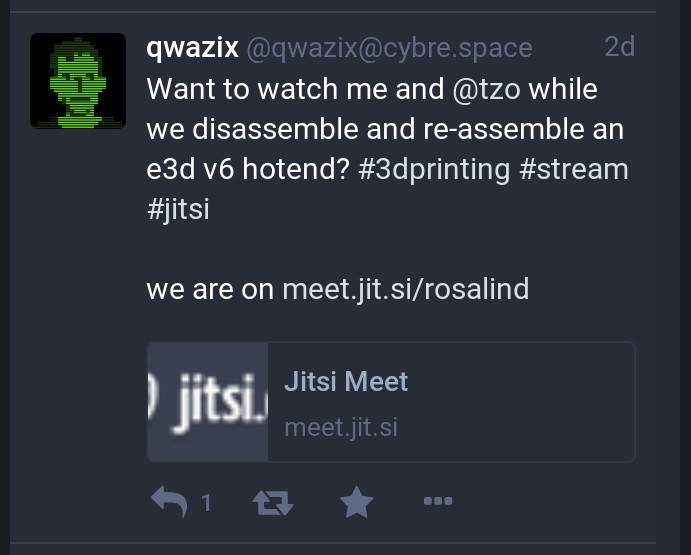 qwazix @qwazix@cybre.space 2d
Want to watch me and @tzo while
we disassemble and re-assemble an
e3d v6 hotend? #3dprinting #stream
#jitsi
we are on meet.jit.si/rosalind
jitsi.
Jitsi Meet
meet.jit.si
1